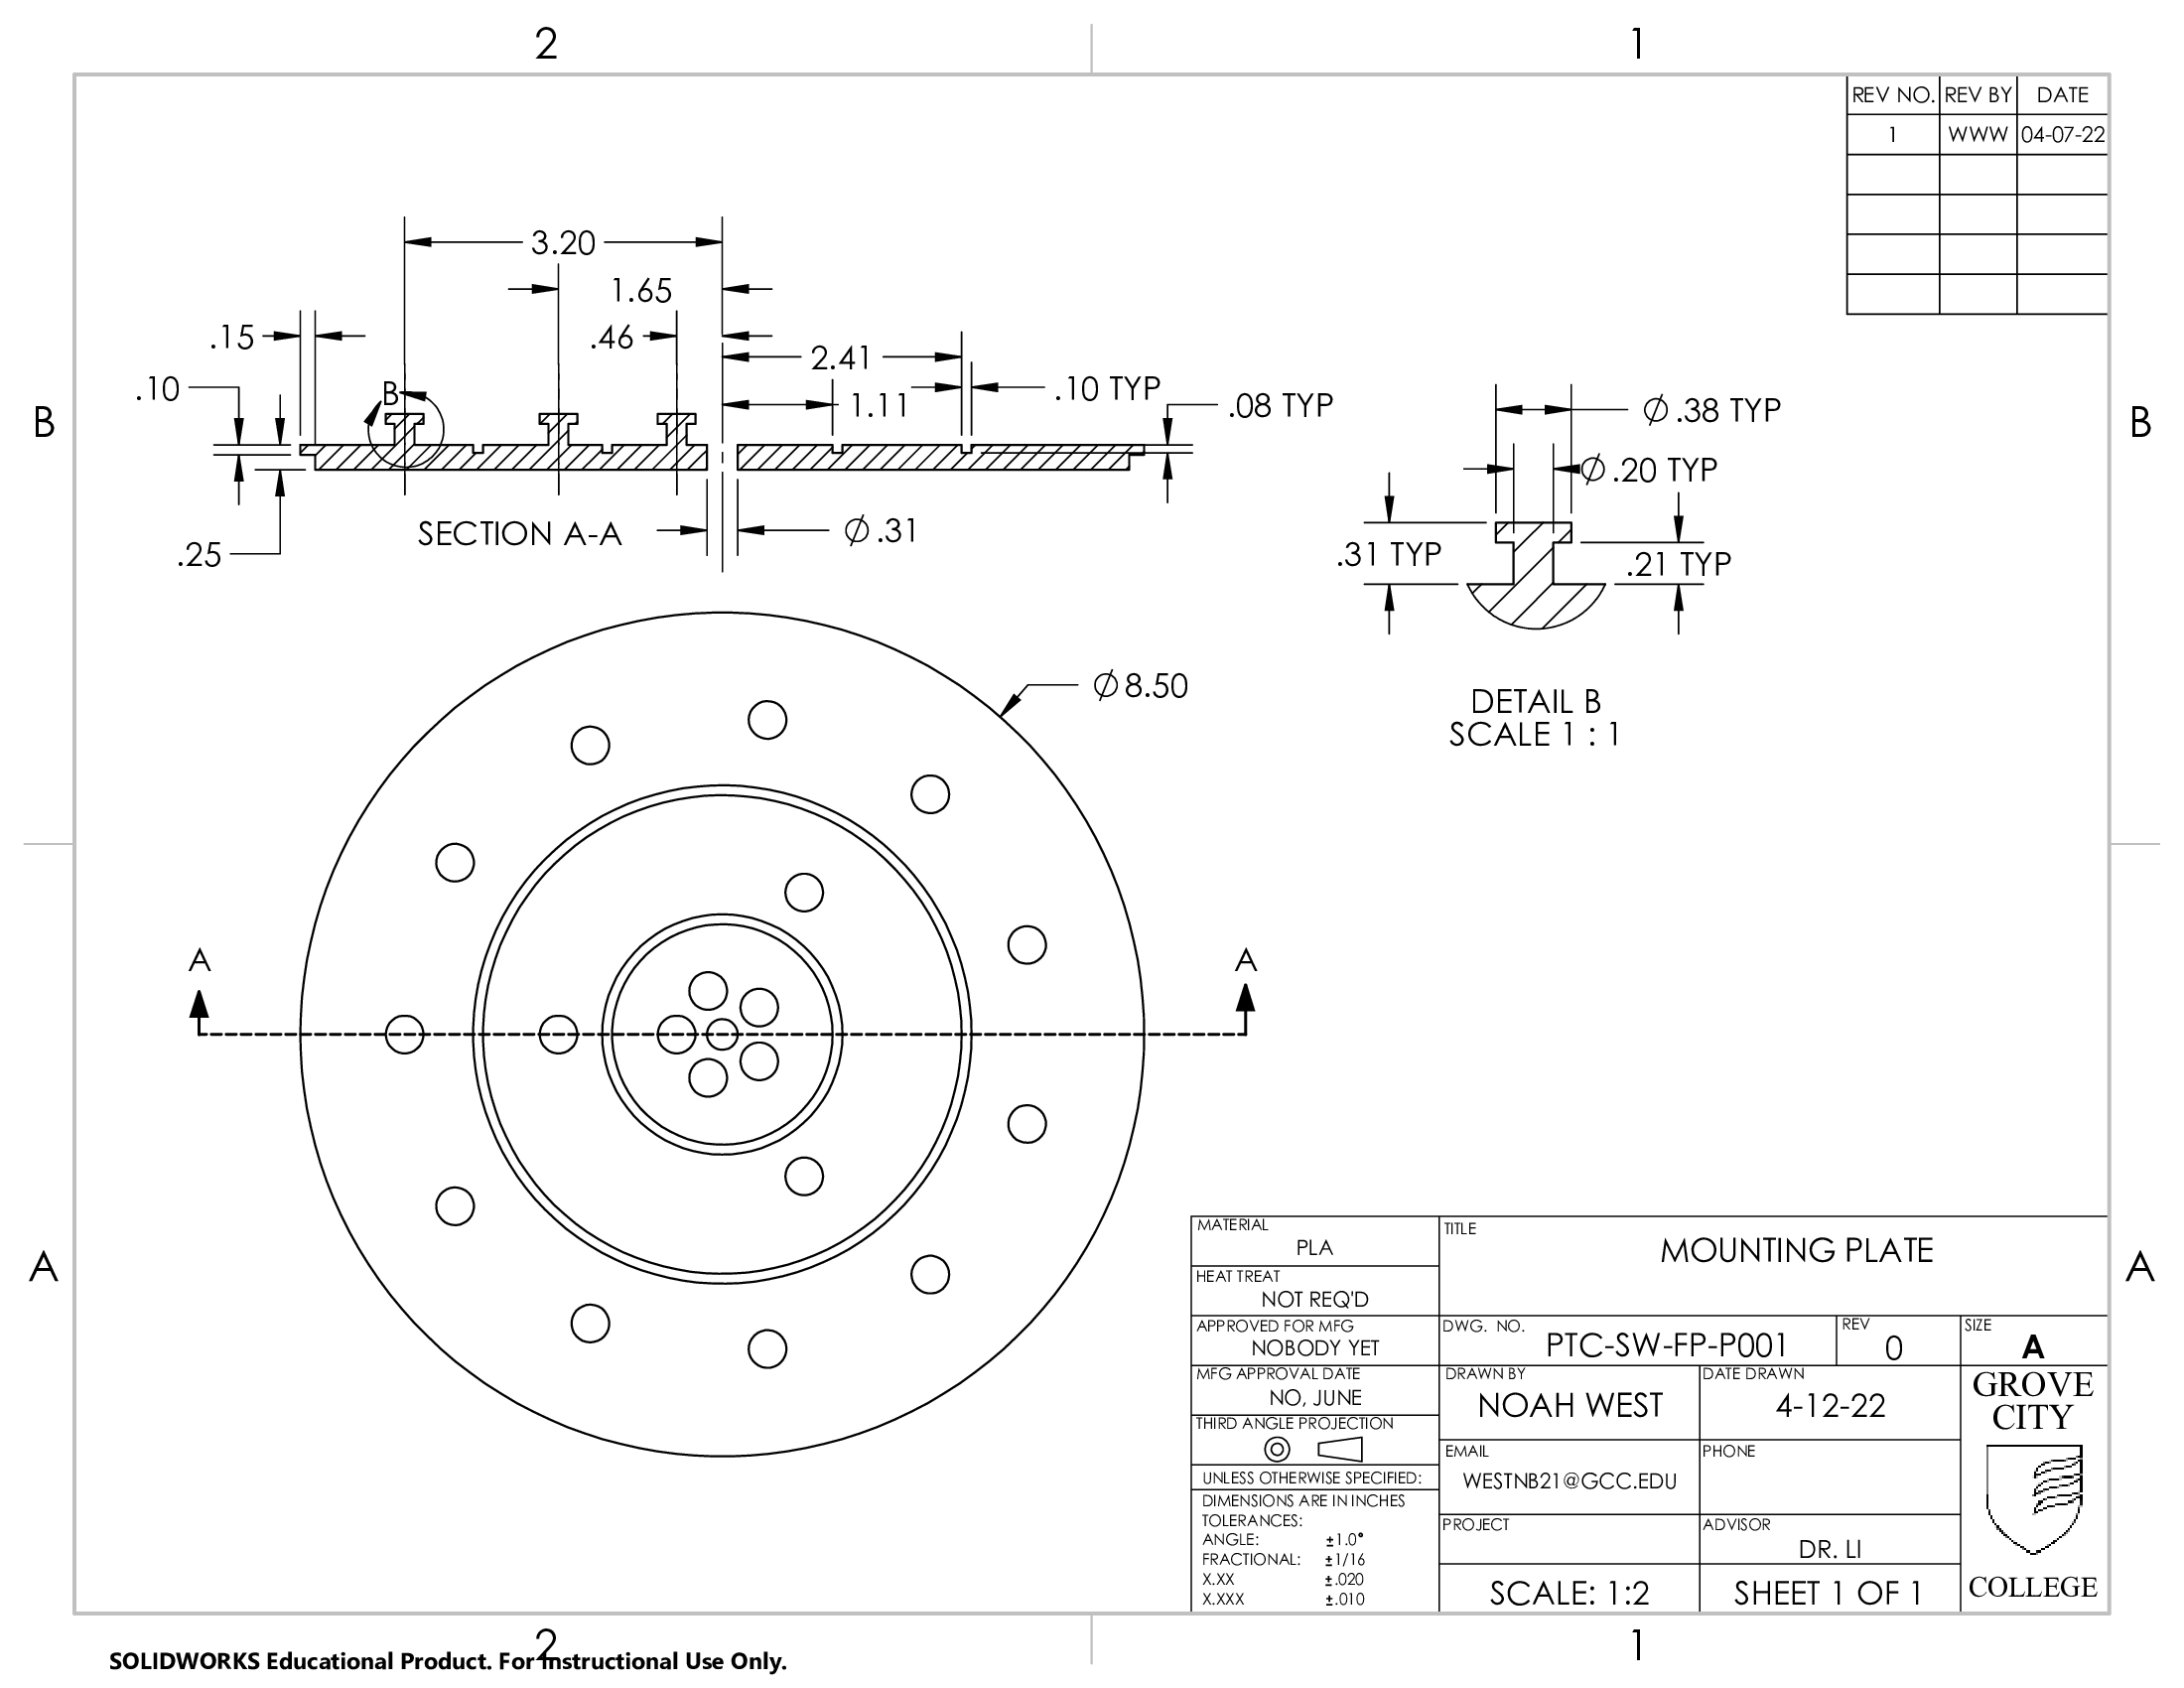 2
1
REV NO. REV BY DATE
1 WWW 04-07-22
3.20
1.65
.15
.46
2.41
.10
B
1.11
.10 TYP
.08 TYP
∅.38 TYP
B
B
∅.20 TYP
SECTION A-A
∅.31
.25
.31 TYP
.21 TYP
∅8.50
DETAIL B
SCALE 1 : 1
A
A
A
A
MATERIAL
PLA
HEAT TREAT
NOT REQ'D
APPROVED FOR MFG
NOBODY YET
MFG APPROVAL DATE
NO, JUNE
THIRD ANGLE PROJECTION
UNLESS OTHERWISE SPECIFIED:
DIMENSIONS ARE IN INCHES
TOLERANCES:
ANGLE: ±1.0°
FRACTIONAL: ±1/16
X.XX ±.020
X.XXX ±.010
TITLE
MOUNTING PLATE
DWG. NO.
PTC-SW-FP-P001
REV
0
SIZE
A
DRAWN BY
NOAH WEST
DATE DRAWN
4-12-22
EMAIL
WESTNB21@GCC.EDU
PHONE
PROJECT
ADVISOR
DR. LI
SCALE: 1:2
SHEET 1 OF 1
GROVE
CITY
COLLEGE
2
1
SOLIDWORKS Educational Product. For Instructional Use Only.